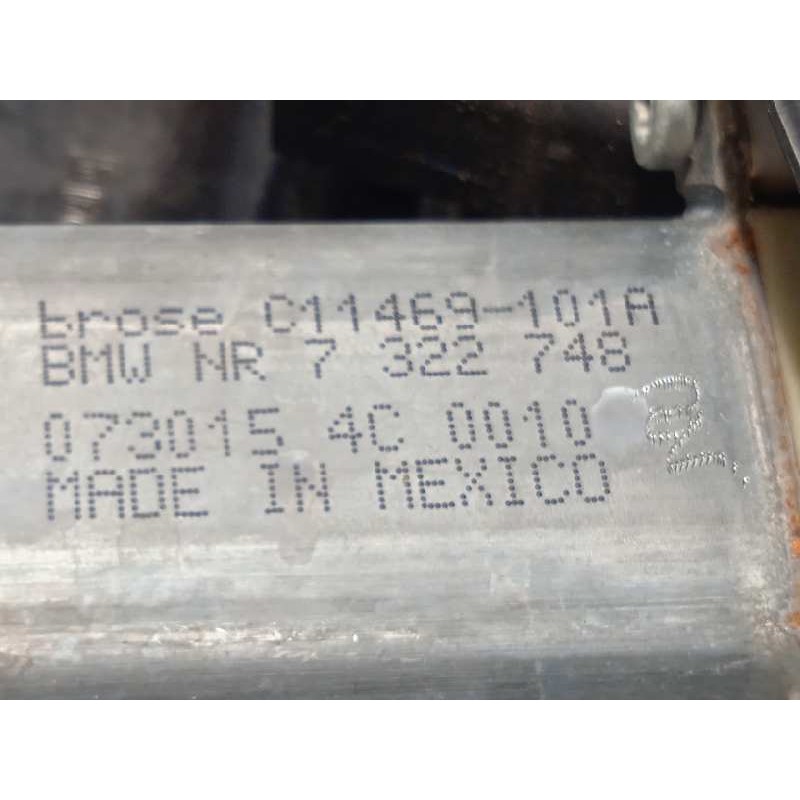 brose C11469-101A
BMW NR 7 322 748
073015 4C 0010
MADE IN MEXICO